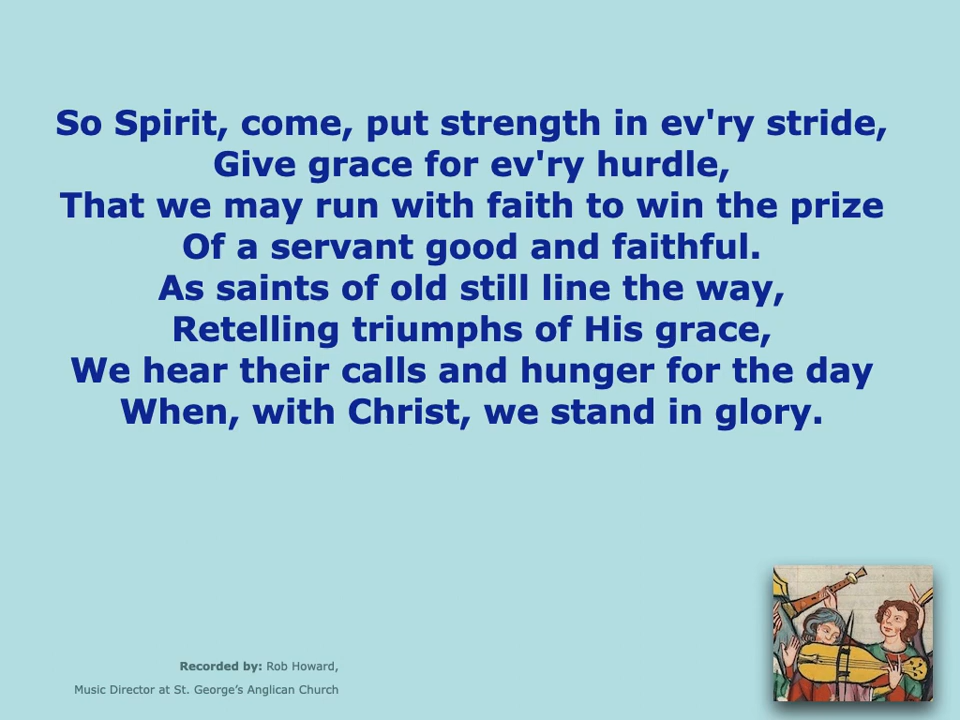 So Spirit, come, put strength in ev'ry stride,
Give grace for ev'ry hurdle,
That we may run with faith to win the prize
Of a servant good and faithful.
As saints of old still line the way,
Retelling triumphs of His grace,
We hear their calls and hunger for the day
When, with Christ, we stand in glory.
Recorded by: Rob Howard,
Music Director at St. George’s Anglican Church